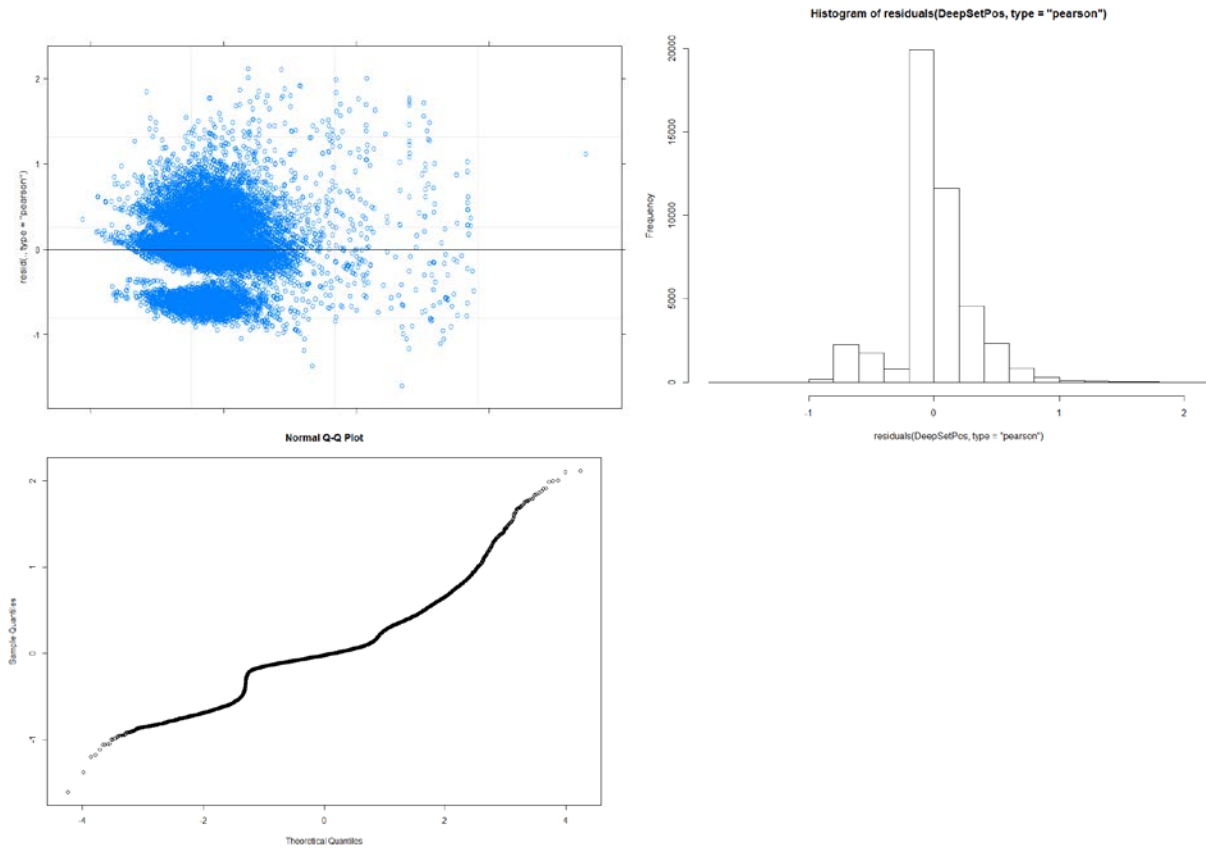 Histogram of residuals(DeepSetPos, type = "pearson")
2
1
0
-1
resid(., type = "pearson")
20000
15000
10000
5000
0
Frequency
-1 0 1 2
residuals(DeepSetPos, type = "pearson")
Normal Q-Q Plot
2
1
0
-1
Sample Quantiles
-4 -2 0 2 4
Theoretical Quantiles